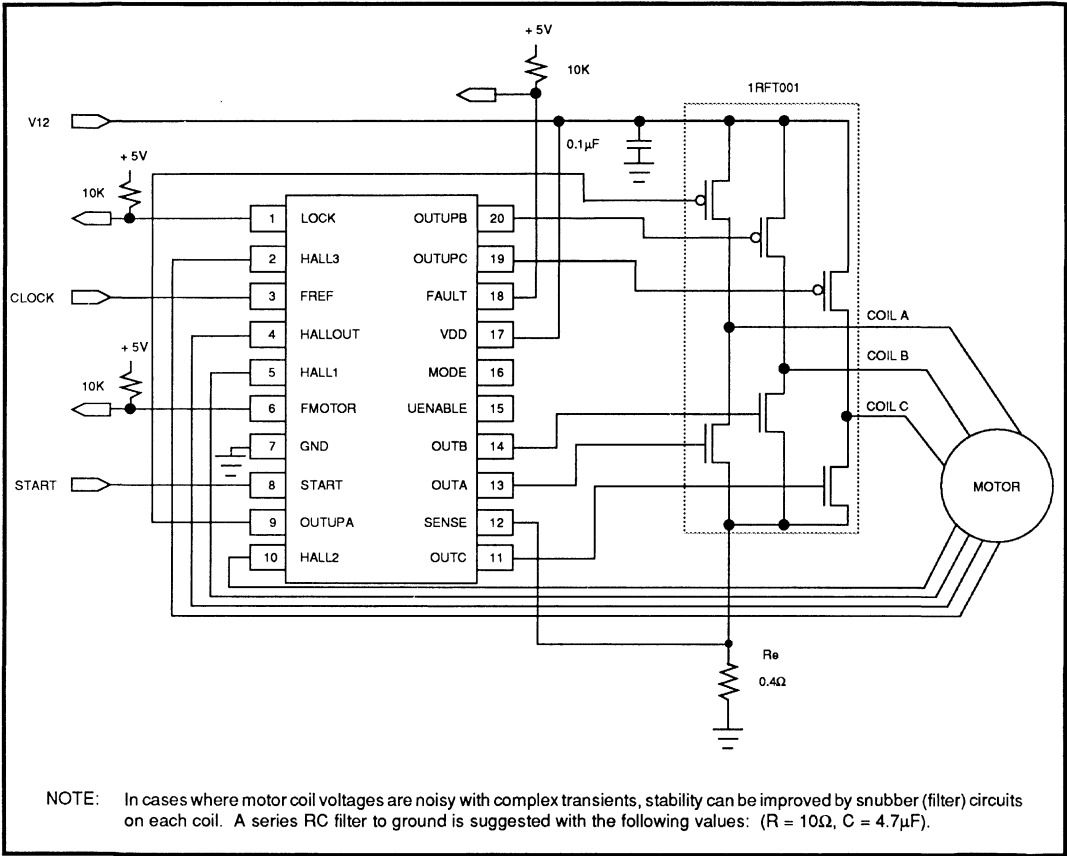 + 5V
10K
1RFT001
V12
0.1µF
+ 5V
10K
1 LOCK OUTUPB 20
2 HALL3 OUTUPC 19
CLOCK 3 FREF FAULT 18
4 HALLOUT VDD 17
COIL A
+ 5V
5 HALL1 MODE 16
COIL B
10K
6 FMOTOR UENABLE 15
COIL C
7 GND OUTB 14
START 8 START OUTA 13
MOTOR
9 OUTUPA SENSE 12
10 HALL2 OUTC 11
Re
0.4Ω
NOTE: In cases where motor coil voltages are noisy with complex transients, stability can be improved by snubber (filter) circuits
on each coil. A series RC filter to ground is suggested with the following values: (R = 10Ω, C = 4.7µF).